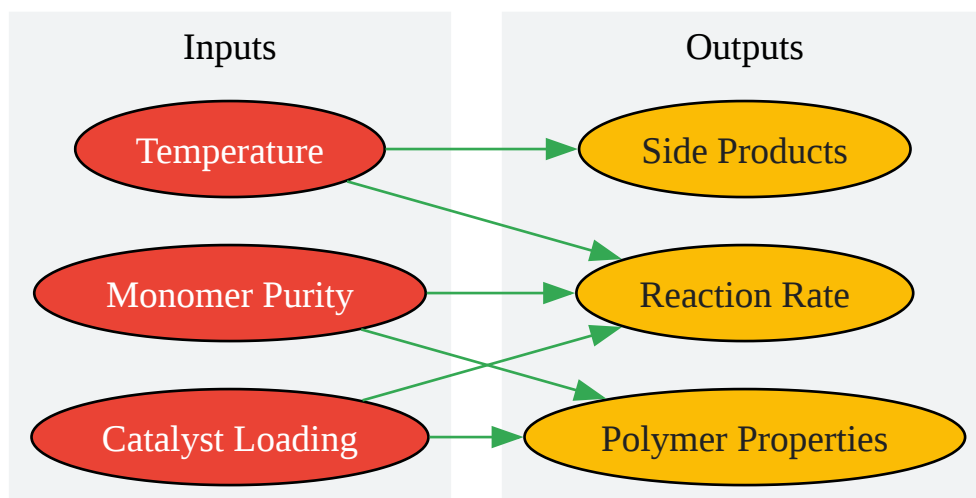 Inputs
Outputs
Temperature
Side Products
Monomer Purity
Reaction Rate
Catalyst Loading
Polymer Properties